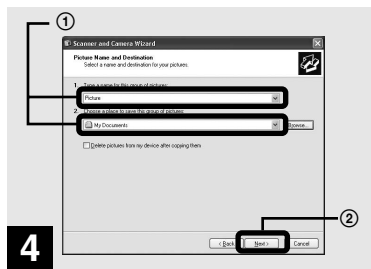 ①
Scanner and Camera Wizard
Picture Name and Destination
Select a name and destination for your pictures.
1. Type a name for this group of pictures:
Picture
2. Choose a place to save this group of pictures:
My Documents
Browse...
Delete pictures from my device after copying them
②
4
< Back Next > Cancel